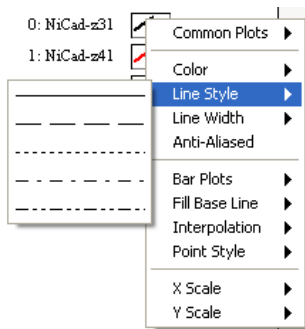 0: NiCad-z31
1: NiCad-z41
Common Plots
Color
Line Style
Line Width
Anti-Aliased
Bar Plots
Fill Base Line
Interpolation
Point Style
X Scale
Y Scale